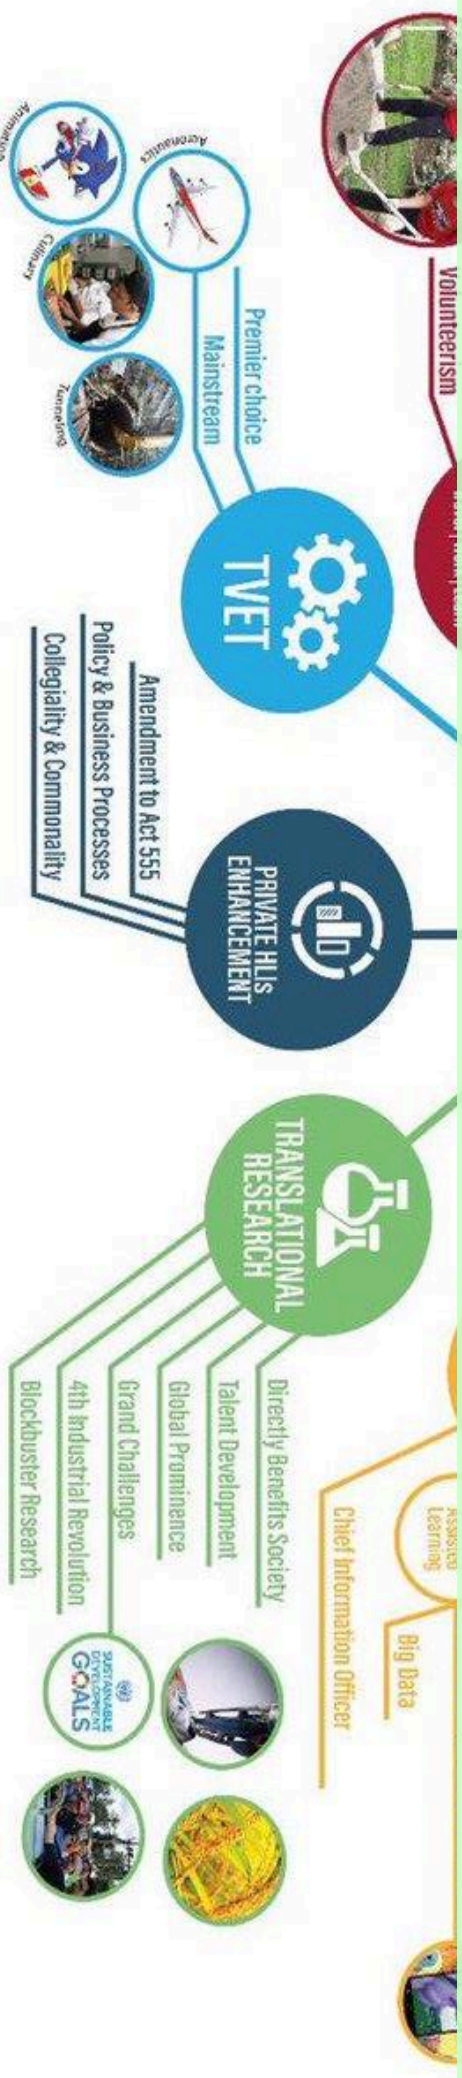 Volunteerism
Animation
Aeronautics
Culinary
Tunneling
Premier choice
Mainstream
TVET
PRIVATE HLIs
ENHANCEMENT
Amendment to Act 555
Policy & Business Processes
Collegiality & Commonality
TRANSLATIONAL
RESEARCH
Directly Benefits Society
Talent Development
Global Prominence
Grand Challenges
4th Industrial Revolution
Blockbuster Research
SUSTAINABLE
DEVELOPMENT
GOALS
Learning
Big Data
Chief Information Officer